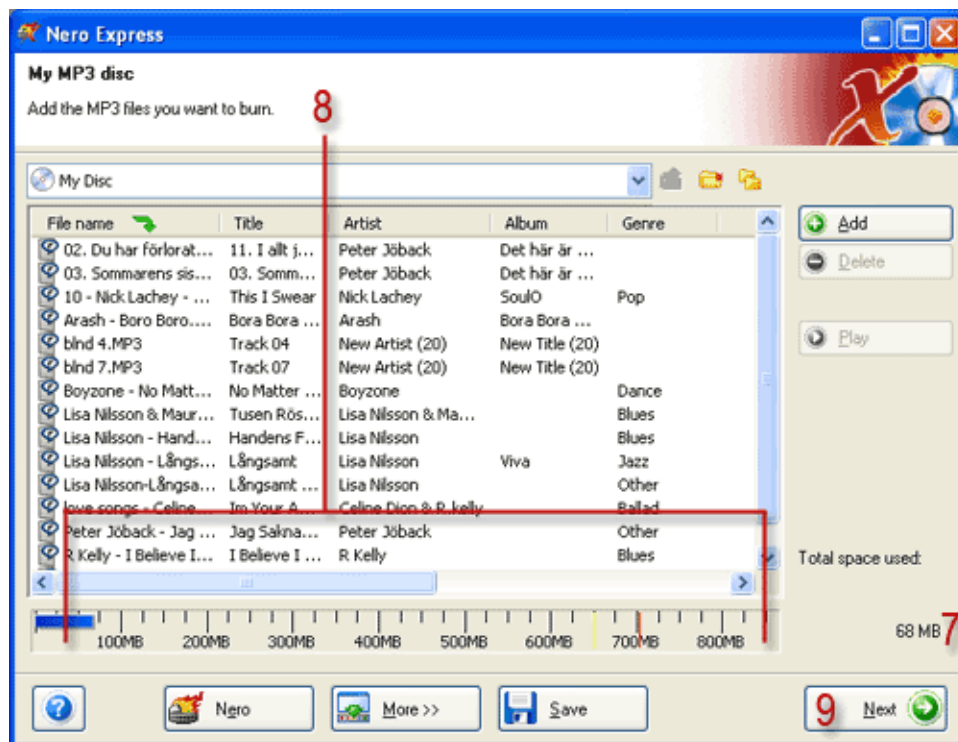 Nero Express
My MP3 disc
Add the MP3 files you want to burn.
8
My Disc
File name Title Artist Album Genre
02. Du har förlorat... 11. I allt j... Peter Jöback Det här är ...
03. Sommarens sis... 03. Somm... Peter Jöback Det här är ...
10 - Nick Lachey - ... This I Swear Nick Lachey SoulO Pop
Arash - Boro Boro.... Bora Bora ... Arash Bora Bora ...
blnd 4.MP3 Track 04 New Artist (20) New Title (20)
blnd 7.MP3 Track 07 New Artist (20) New Title (20)
Boyzone - No Matt... No Matter ... Boyzone Dance
Lisa Nilsson & Maur... Tusen Rös... Lisa Nilsson & Ma... Blues
Lisa Nilsson - Hand... Handens F... Lisa Nilsson Blues
Lisa Nilsson - Långs... Långsamt Lisa Nilsson Viva Jazz
Lisa Nilsson-Långsa... Långsamt ... Lisa Nilsson Other
love songs - Celine... Im Your A... Celine Dion & R. kelly Ballad
Peter Jöback - Jag ... Jag Sakna... Peter Jöback Other
R Kelly - I Believe I... I Believe I ... R Kelly Blues
Add
Delete
Play
Total space used:
100MB 200MB 300MB 400MB 500MB 600MB 700MB 800MB
68 MB 7
? Nero More >> Save 9 Next